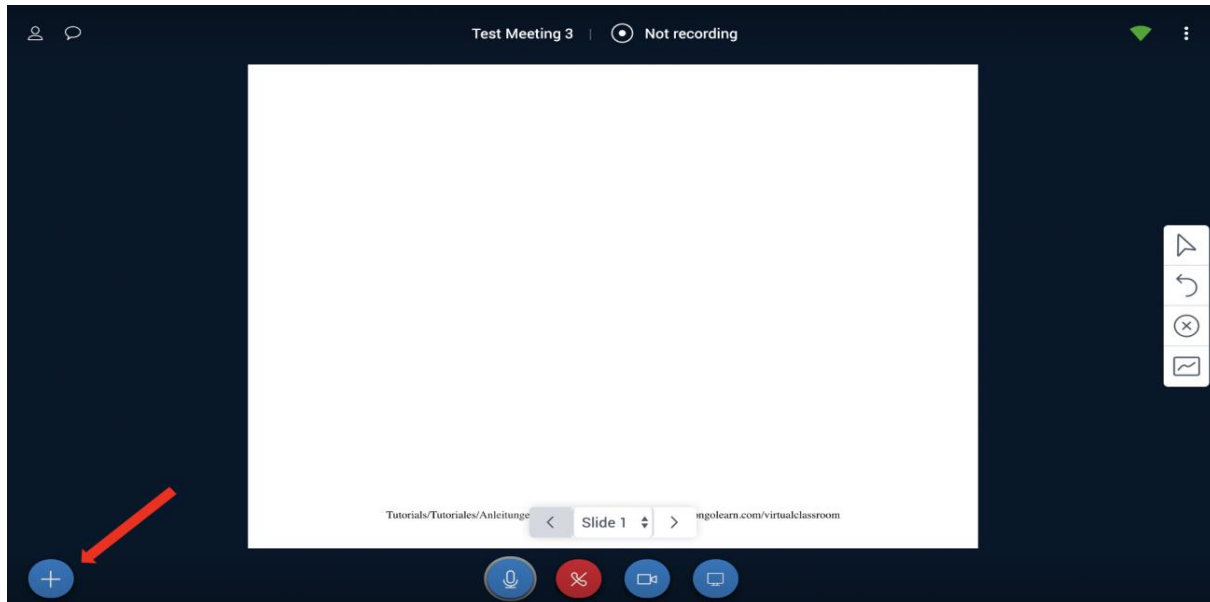 Test Meeting 3 | Not recording
Tutorials/Tutoriales/Anleitunge ngolearn.com/virtualclassroom
Slide 1